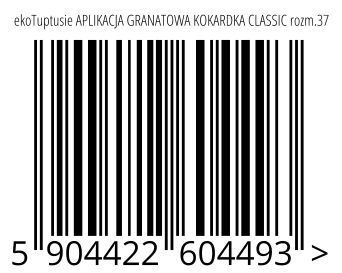 ekoTuptusie APLIKACJA GRANATOWA KOKARDKA CLASSIC rozm.37
5 904422 604493 >